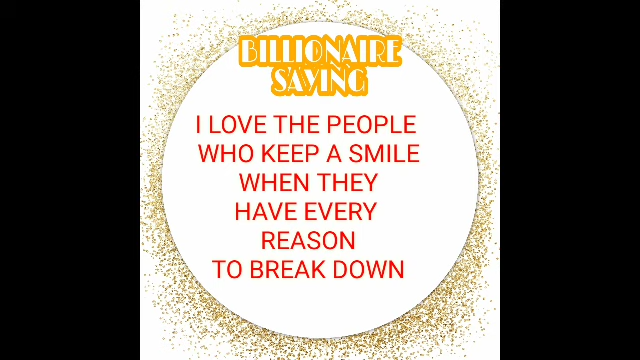 BILLIONAIRE
SAYING
I LOVE THE PEOPLE
WHO KEEP A SMILE
WHEN THEY
HAVE EVERY
REASON
TO BREAK DOWN